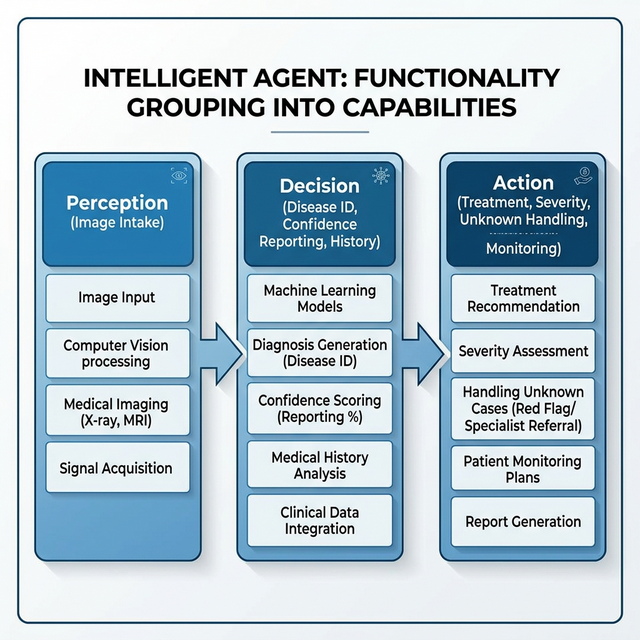 INTELLIGENT AGENT: FUNCTIONALITY
GROUPING INTO CAPABILITIES
Perception
(Image Intake)
Image Input
Computer Vision
processing
Medical Imaging
(X-ray, MRI)
Signal Acquisition
Decision
(Disease ID,
Confidence
Reporting, History)
Machine Learning
Models
Diagnosis Generation
(Disease ID)
Confidence Scoring
(Reporting %)
Medical History
Analysis
Clinical Data
Integration
Action
(Treatment, Severity,
Unknown Handling,
Monitoring)
Treatment
Recommendation
Severity Assessment
Handling Unknown
Cases (Red Flag/
Specialist Referral)
Patient Monitoring
Plans
Report Generation